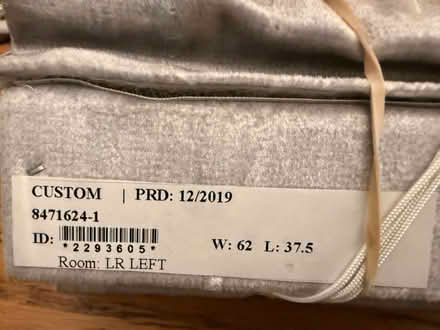 CUSTOM | PRD: 12/2019
8471624-1
ID: *2293605* W: 62 L: 37.5
Room: LR LEFT